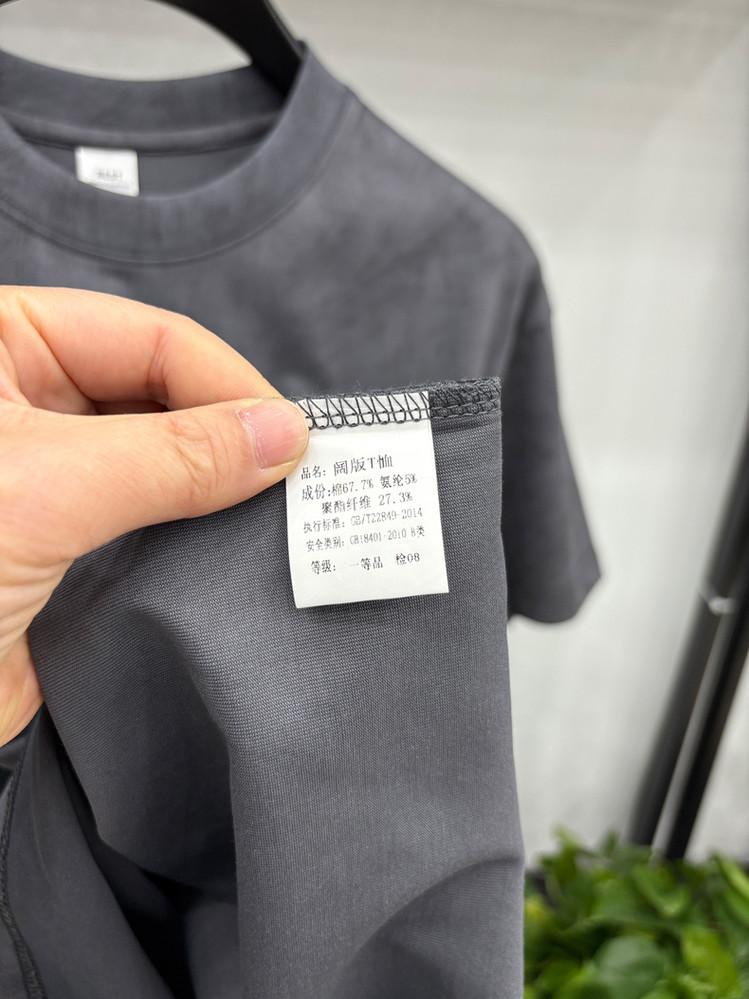 品名: 阔版T恤
成份:棉67.7% 氨纶5%
聚酯纤维 27.3%
执行标准: GB/T22849-2014
安全类别: GB18401-2010 B类
等级: 一等品 检08